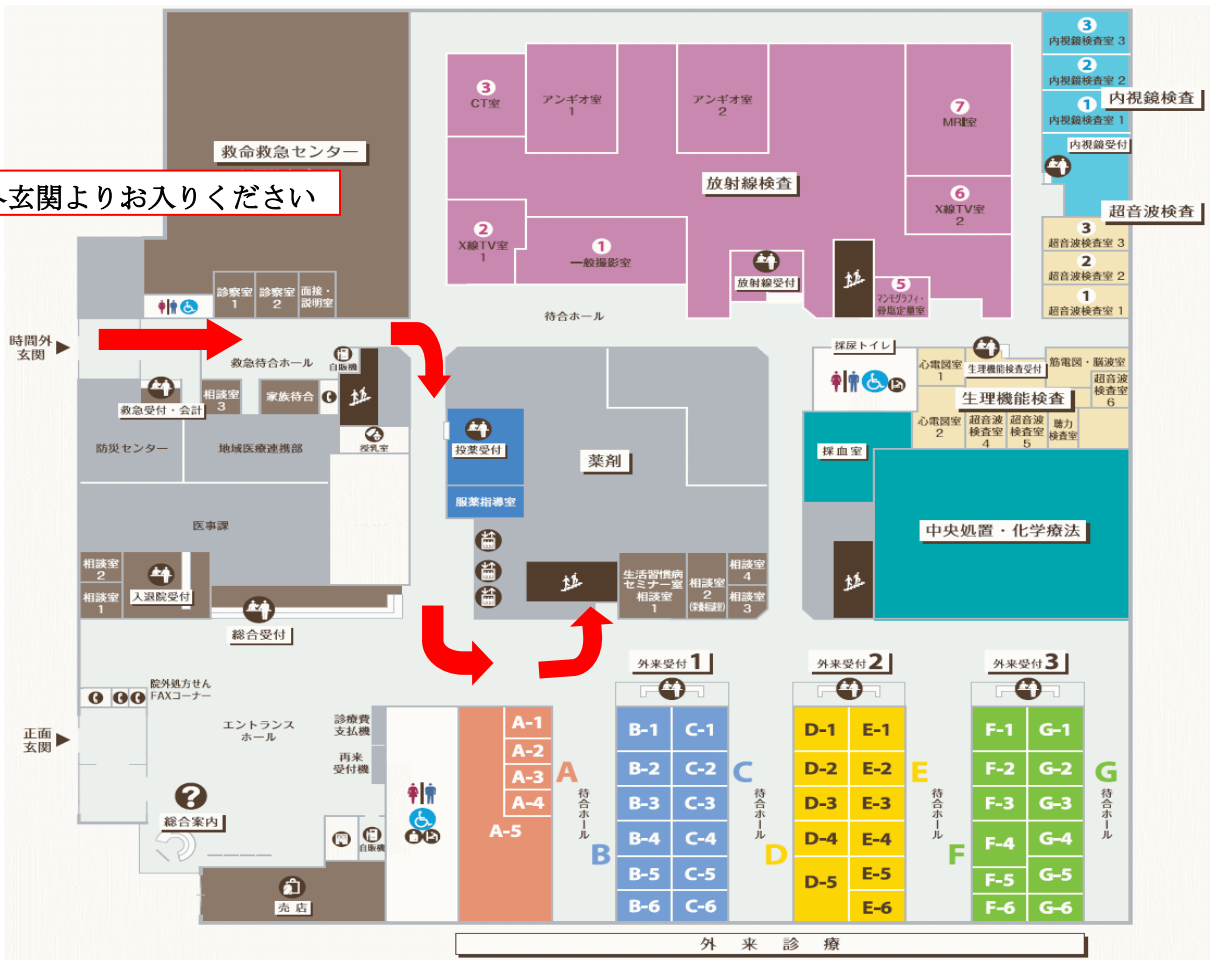 救命救急センター
玄関よりお入りください
診察室
1
診察室
2
面接・
説明室
時間外
玄関
救急待合ホール
自販機
救急受付・会計
相談室
3
家族待合
授乳室
防災センター
地域医療連携部
医事課
相談室
2
相談室
1
入退院受付
総合受付
院外処方せん
FAXコーナー
正面
玄関
エントランス
ホール
診療費
支払機
再来
受付機
?
総合案内
自販機
売店
3
CT室
アンギオ室
1
アンギオ室
2
7
MRI室
放射線検査
6
X線TV室
2
2
X線TV室
1
1
一般撮影室
放射線受付
5
マンモグラフィ・
骨塩定量室
待合ホール
投薬受付
服薬指導室
薬剤
生活習慣病
セミナー室
相談室
1
相談室
2
(栄養相談室)
相談室
4
相談室
3
3
内視鏡検査室 3
2
内視鏡検査室 2
1
内視鏡検査室 1
内視鏡検査
内視鏡受付
超音波検査
3
超音波検査室 3
2
超音波検査室 2
1
超音波検査室 1
採尿トイレ
心電図室
1
生理機能検査受付
筋電図・脳波室
超音波
検査室
6
生理機能検査
心電図室
2
超音波
検査室
4
超音波
検査室
5
聴力
検査室
採血室
中央処置・化学療法
外来受付1
外来受付2
外来受付3
A-1
A-2
A-3
A-4
A-5
A
待合ホール
B
B-1
B-2
B-3
B-4
B-5
B-6
C-1
C-2
C-3
C-4
C-5
C-6
C
待合ホール
D
D-1
D-2
D-3
D-4
D-5
E-1
E-2
E-3
E-4
E-5
E-6
E
待合ホール
F
F-1
F-2
F-3
F-4
F-5
F-6
G-1
G-2
G-3
G-4
G-5
G-6
G
待合ホール
外来診療